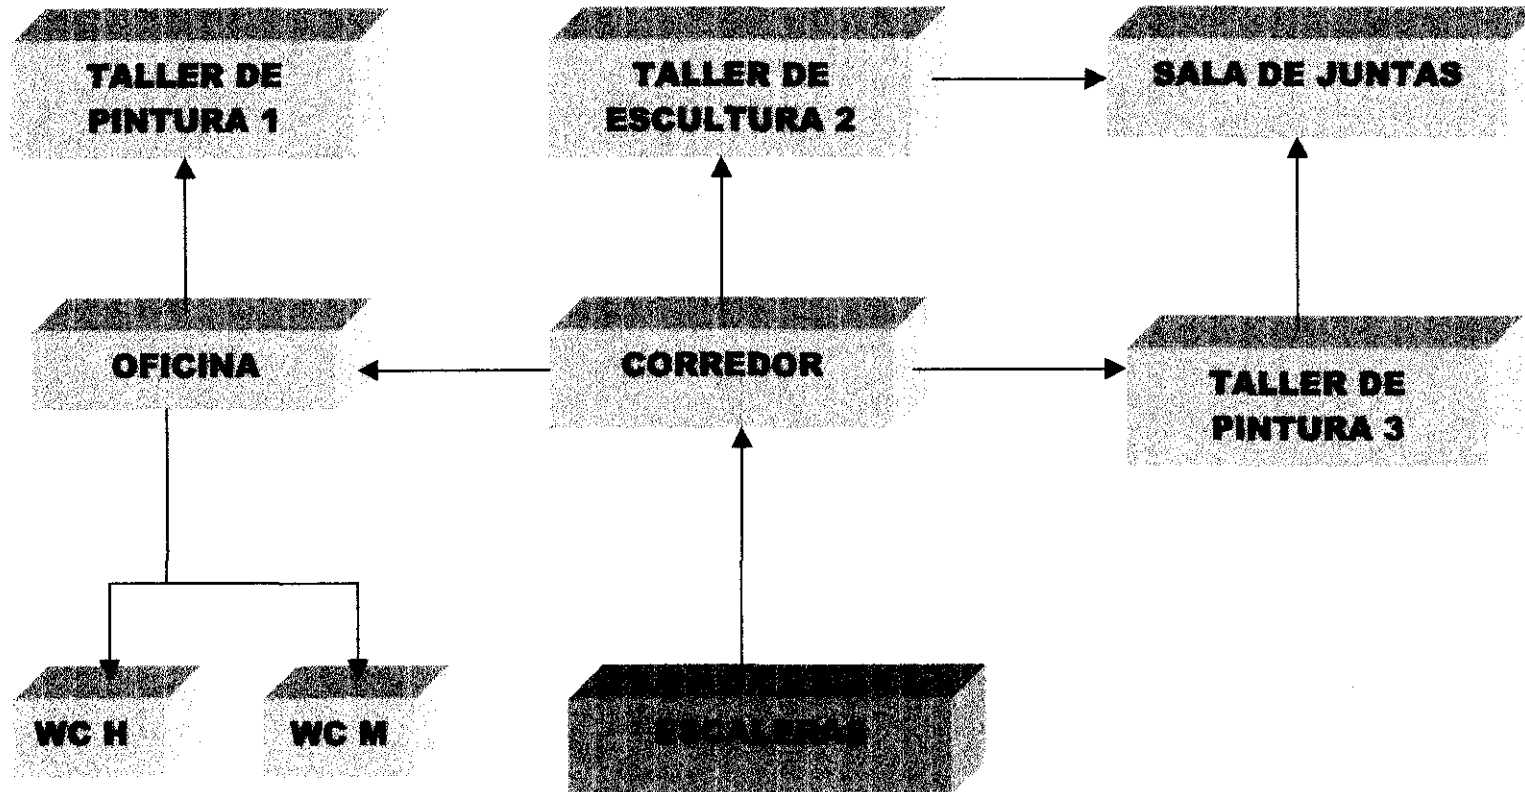 TALLER DE
PINTURA 1
TALLER DE
ESCULTURA 2
SALA DE JUNTAS
OFICINA
CORREDOR
TALLER DE
PINTURA 3
WC H
WC M
ESCALERAS